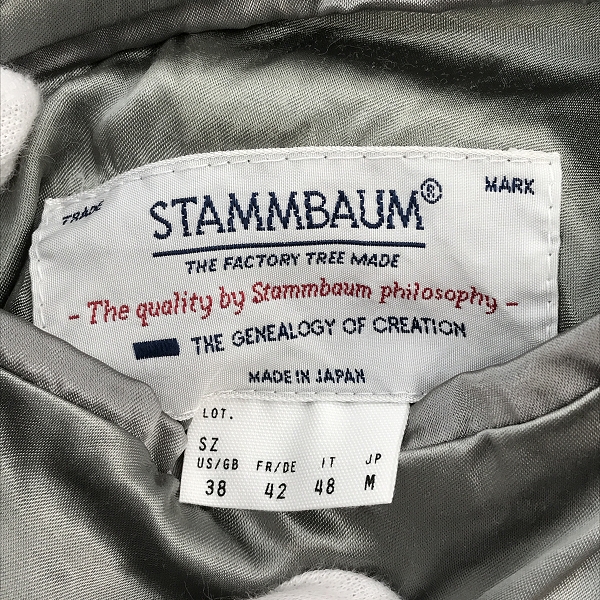 TRADE
MARK
STAMMBAUM®
THE FACTORY TREE MADE
- The quality by Stammbaum philosophy -
THE GENEALOGY OF CREATION
MADE IN JAPAN
LOT.
SZ
US/GB FR/DE IT JP
38 42 48 M